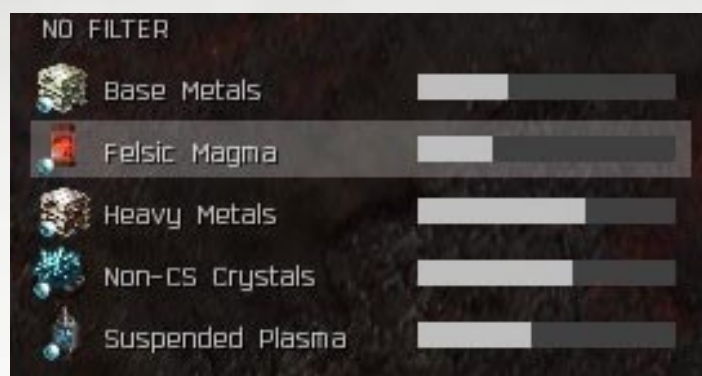 NO FILTER
Base Metals
Felsic Magma
Heavy Metals
Non-CS Crystals
Suspended Plasma